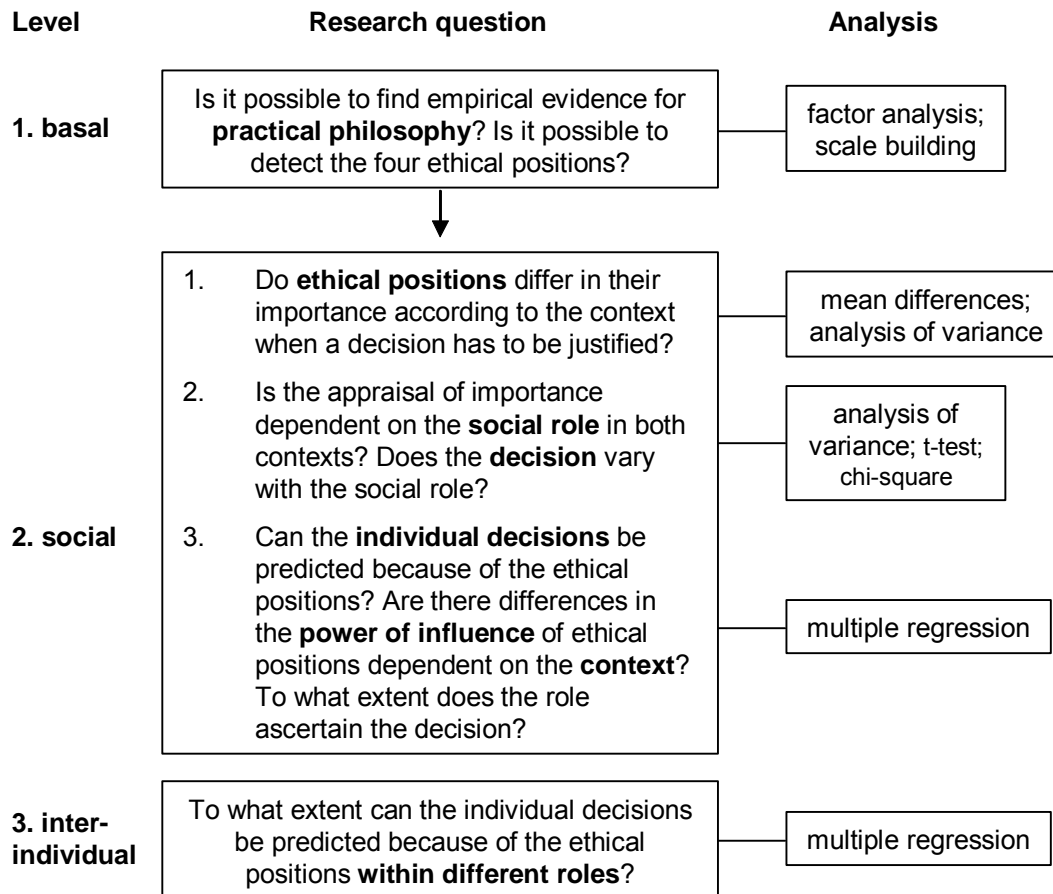 Level Research question Analysis
1. basal
Is it possible to find empirical evidence for
practical philosophy? Is it possible to
detect the four ethical positions?
factor analysis;
scale building
2. social
1. Do ethical positions differ in their
importance according to the context
when a decision has to be justified?
mean differences;
analysis of variance
2. Is the appraisal of importance
dependent on the social role in both
contexts? Does the decision vary
with the social role?
analysis of
variance; t-test;
chi-square
3. Can the individual decisions be
predicted because of the ethical
positions? Are there differences in
the power of influence of ethical
positions dependent on the context?
To what extent does the role
ascertain the decision?
multiple regression
3. inter-
individual
To what extent can the individual decisions
be predicted because of the ethical
positions within different roles?
multiple regression